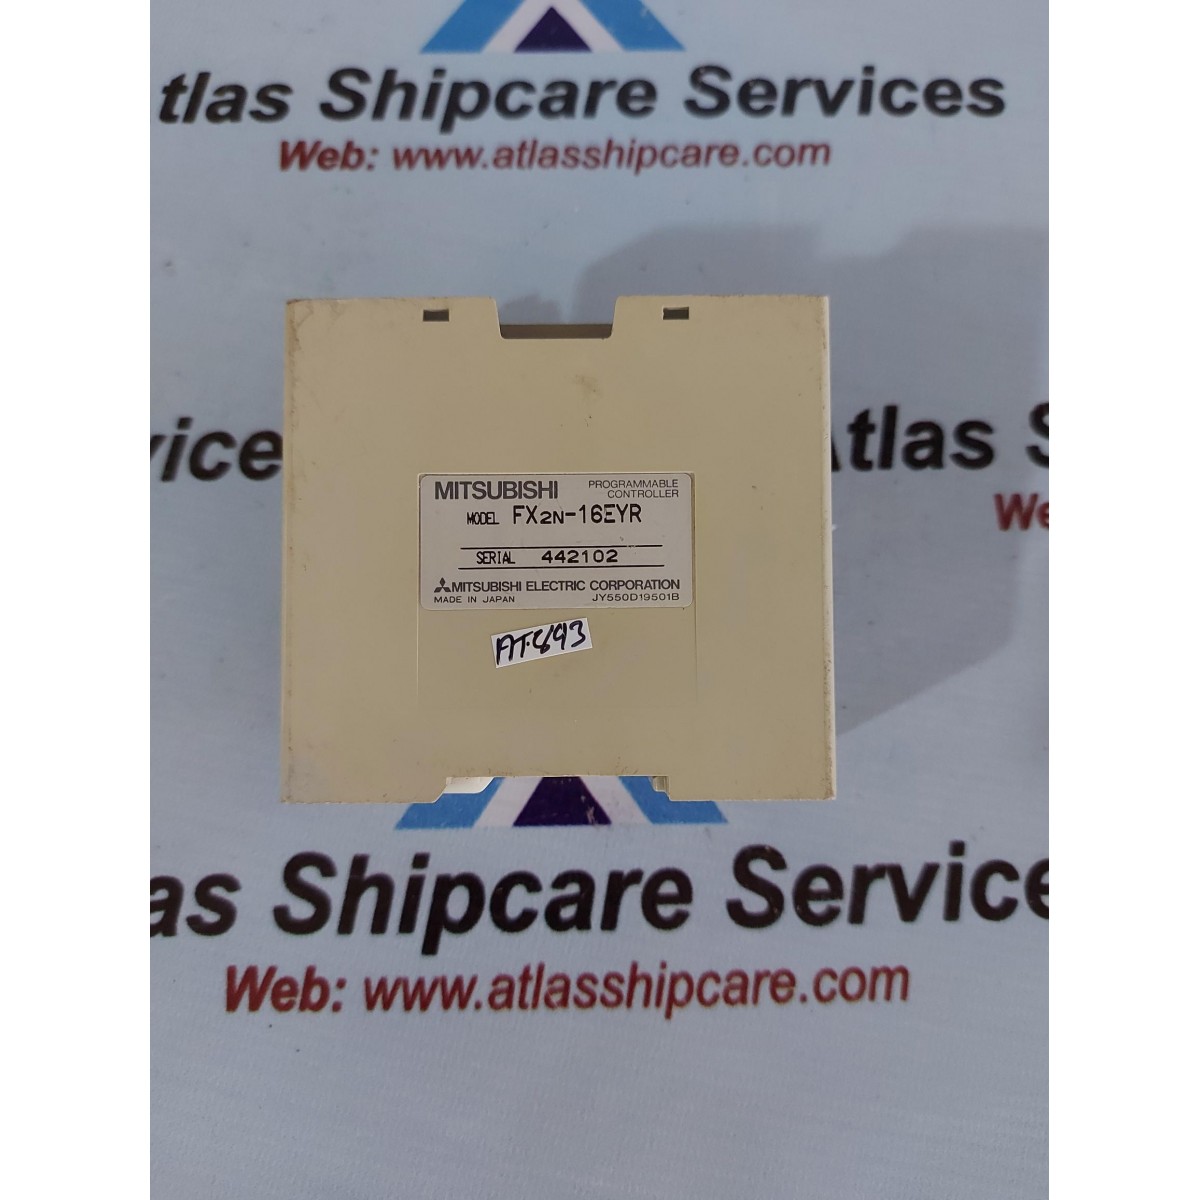 tlas Shipcare Services
Web: www.atlasshipcare.com
vice
Atlas S
We
MITSUBISHI PROGRAMMABLE CONTROLLER
MODEL FX2N-16EYR
SERIAL 442102
MITSUBISHI ELECTRIC CORPORATION
MADE IN JAPAN JY550D19501B
AT.893
as Shipcare Service
Web: www.atlasshipcare.com